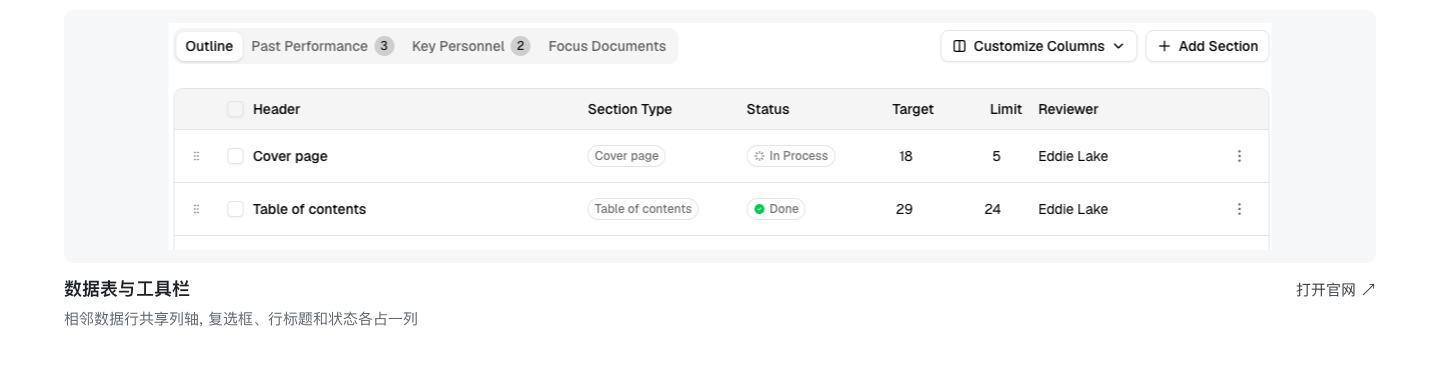 Outline Past Performance 3 Key Personnel 2 Focus Documents Customize Columns Add Section
Header Section Type Status Target Limit Reviewer
Cover page Cover page In Process 18 5 Eddie Lake
Table of contents Table of contents Done 29 24 Eddie Lake
数据表与工具栏 打开官网 ↗
相邻数据行共享列轴, 复选框、行标题和状态各占一列